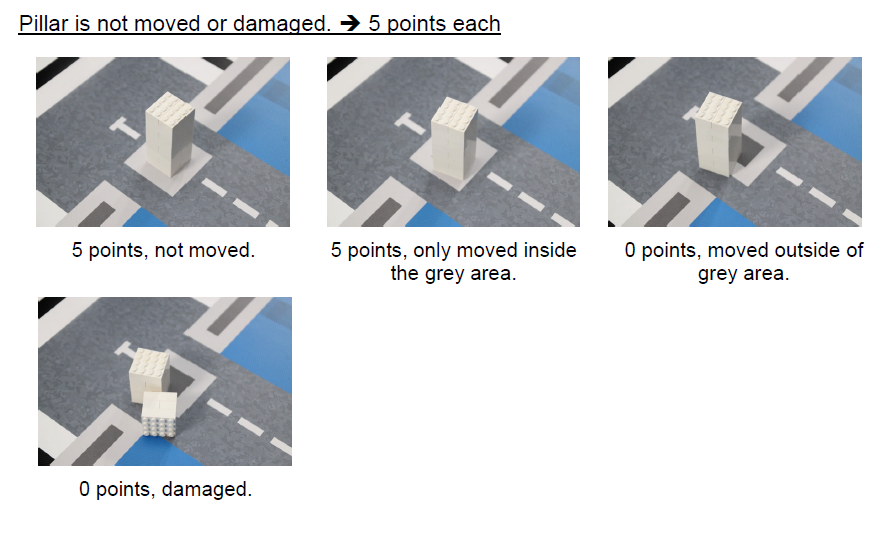 Pillar is not moved or damaged. ➔ 5 points each
5 points, not moved.
5 points, only moved inside
the grey area.
0 points, moved outside of
grey area.
0 points, damaged.